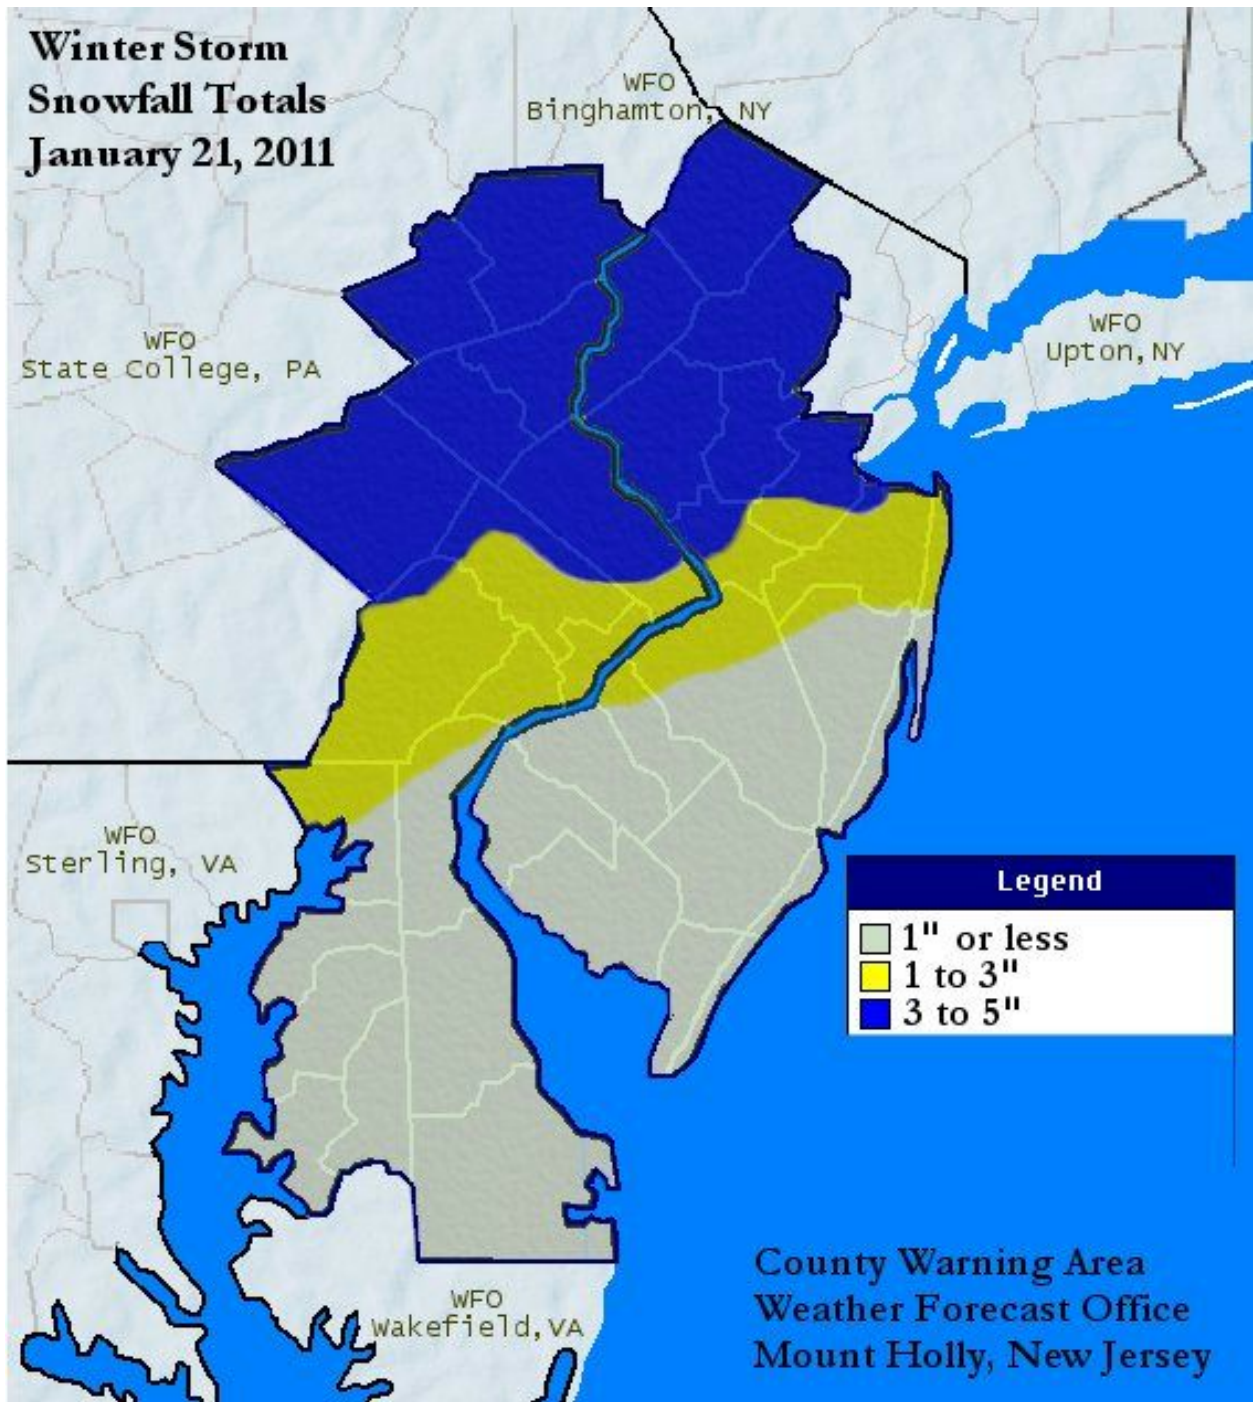 Winter Storm
Snowfall Totals
January 21, 2011
WFO
Binghamton, NY
WFO
State College, PA
WFO
Upton,NY
WFO
Sterling, VA
Legend
1" or less
1 to 3"
3 to 5"
WFO
Wakefield,VA
County Warning Area
Weather Forecast Office
Mount Holly, New Jersey